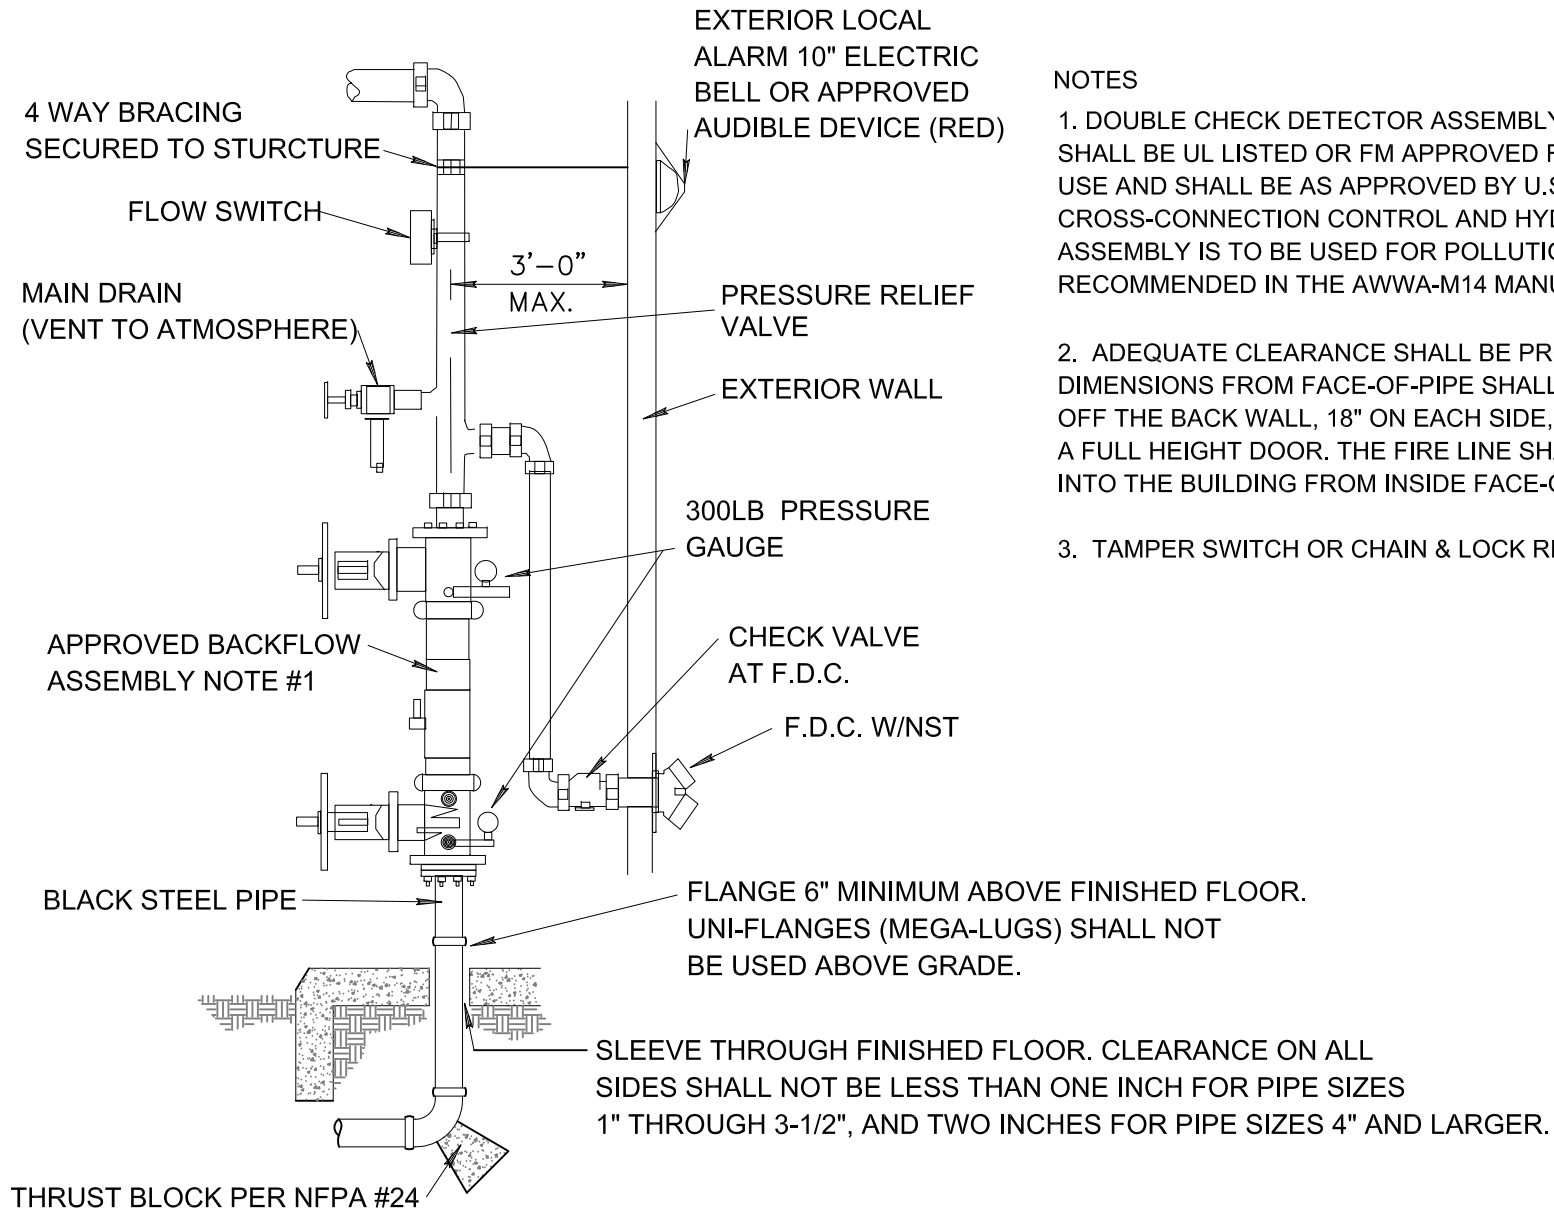 EXTERIOR LOCAL
ALARM 10" ELECTRIC
BELL OR APPROVED
AUDIBLE DEVICE (RED)
4 WAY BRACING
SECURED TO STURCTURE
FLOW SWITCH
3'-0"
MAX.
MAIN DRAIN
(VENT TO ATMOSPHERE)
PRESSURE RELIEF
VALVE
EXTERIOR WALL
300LB PRESSURE
GAUGE
APPROVED BACKFLOW
ASSEMBLY NOTE #1
CHECK VALVE
AT F.D.C.
F.D.C. W/NST
BLACK STEEL PIPE
FLANGE 6" MINIMUM ABOVE FINISHED FLOOR.
UNI-FLANGES (MEGA-LUGS) SHALL NOT
BE USED ABOVE GRADE.
SLEEVE THROUGH FINISHED FLOOR. CLEARANCE ON ALL
SIDES SHALL NOT BE LESS THAN ONE INCH FOR PIPE SIZES
1" THROUGH 3-1/2", AND TWO INCHES FOR PIPE SIZES 4" AND LARGER.
THRUST BLOCK PER NFPA #24
NOTES
1. DOUBLE CHECK DETECTOR ASSEMBLY
SHALL BE UL LISTED OR FM APPROVED
USE AND SHALL BE AS APPROVED BY U.S
CROSS-CONNECTION CONTROL AND
ASSEMBLY IS TO BE USED FOR
RECOMMENDED IN THE AWWA-M14
2. ADEQUATE CLEARANCE SHALL BE
DIMENSIONS FROM FACE-OF-PIPE SHALL
OFF THE BACK WALL, 18" ON EACH SIDE,
A FULL HEIGHT DOOR. THE FIRE LINE
INTO THE BUILDING FROM INSIDE
3. TAMPER SWITCH OR CHAIN & LOCK